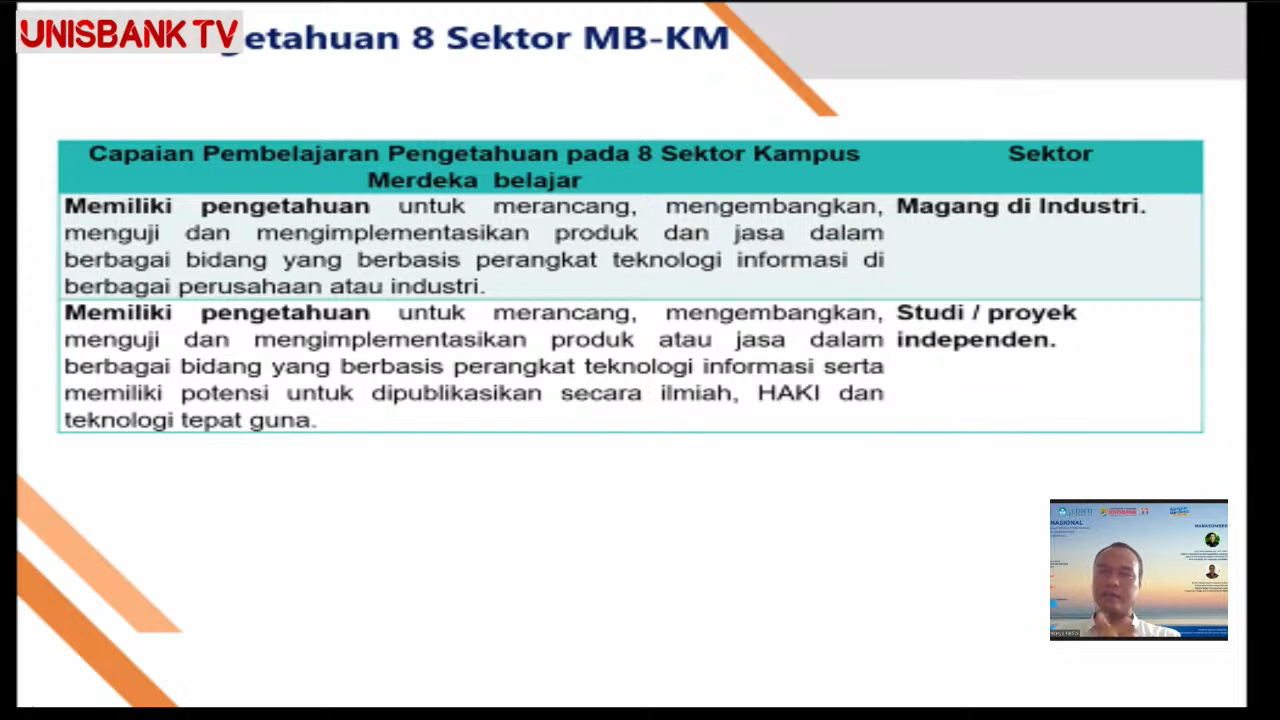 UNISBANK TV
getahuan 8 Sektor MB-KM
Capaian Pembelajaran Pengetahuan pada 8 Sektor Kampus
Merdeka belajar
Sektor
Memiliki pengetahuan untuk merancang, mengembangkan,
menguji dan mengimplementasikan produk dan jasa dalam
berbagai bidang yang berbasis perangkat teknologi informasi di
berbagai perusahaan atau industri.
Magang di Industri.
Memiliki pengetahuan untuk merancang, mengembangkan,
menguji dan mengimplementasikan produk atau jasa dalam
berbagai bidang yang berbasis perangkat teknologi informasi serta
memiliki potensi untuk dipublikasikan secara ilmiah, HAKI dan
teknologi tepat guna.
Studi / proyek
independen.
UNISBANK
NASIONAL
NARASUMBER